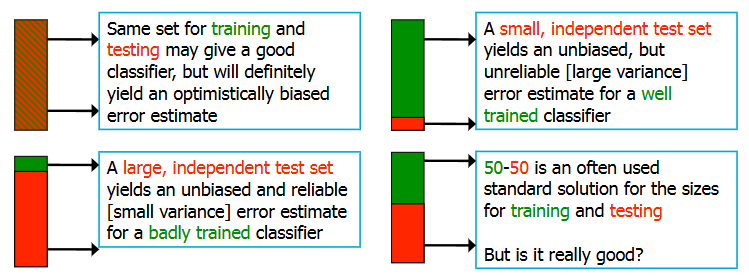 Same set for training and
testing may give a good
classifier, but will definitely
yield an optimistically biased
error estimate
A small, independent test set
yields an unbiased, but
unreliable [large variance]
error estimate for a well
trained classifier
A large, independent test set
yields an unbiased and reliable
[small variance] error estimate
for a badly trained classifier
50-50 is an often used
standard solution for the sizes
for training and testing
But is it really good?